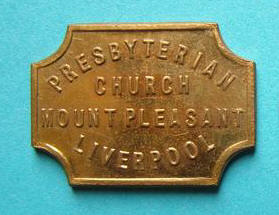 PRESBYTERIAN
CHURCH
MOUNT PLEASANT
LIVERPOOL